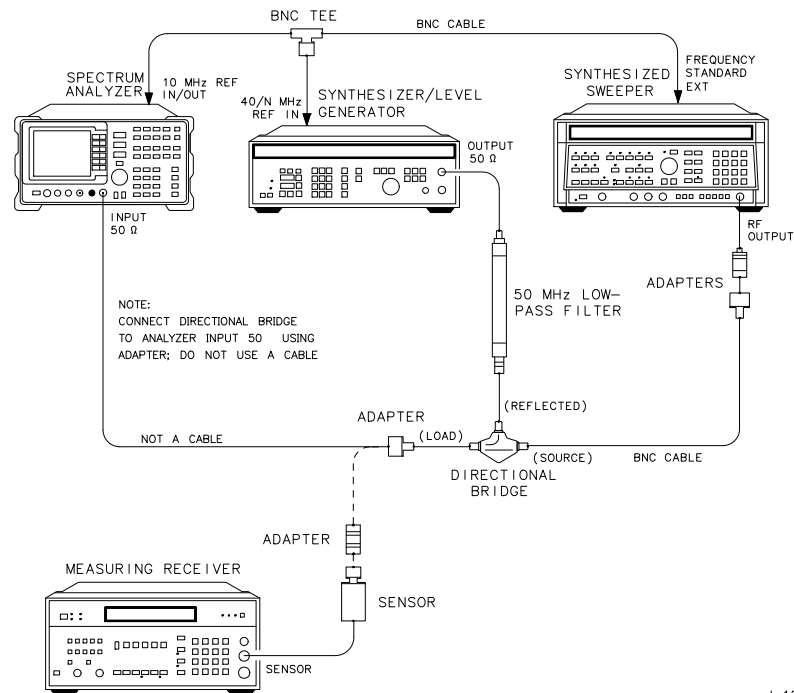 BNC TEE
BNC CABLE
SPECTRUM
ANALYZER
10 MHz REF
IN/OUT
40/N MHz
REF IN
SYNTHESIZER/LEVEL
GENERATOR
SYNTHESIZED
SWEEPER
FREQUENCY
STANDARD
EXT
OUTPUT
50 Ω
INPUT
50 Ω
RF
OUTPUT
ADAPTERS
50 MHz LOW–
PASS FILTER
NOTE:
CONNECT DIRECTIONAL BRIDGE
TO ANALYZER INPUT 50 USING
ADAPTER; DO NOT USE A CABLE
(REFLECTED)
ADAPTER
(LOAD)
NOT A CABLE
(SOURCE)
BNC CABLE
DIRECTIONAL
BRIDGE
ADAPTER
MEASURING RECEIVER
SENSOR
SENSOR